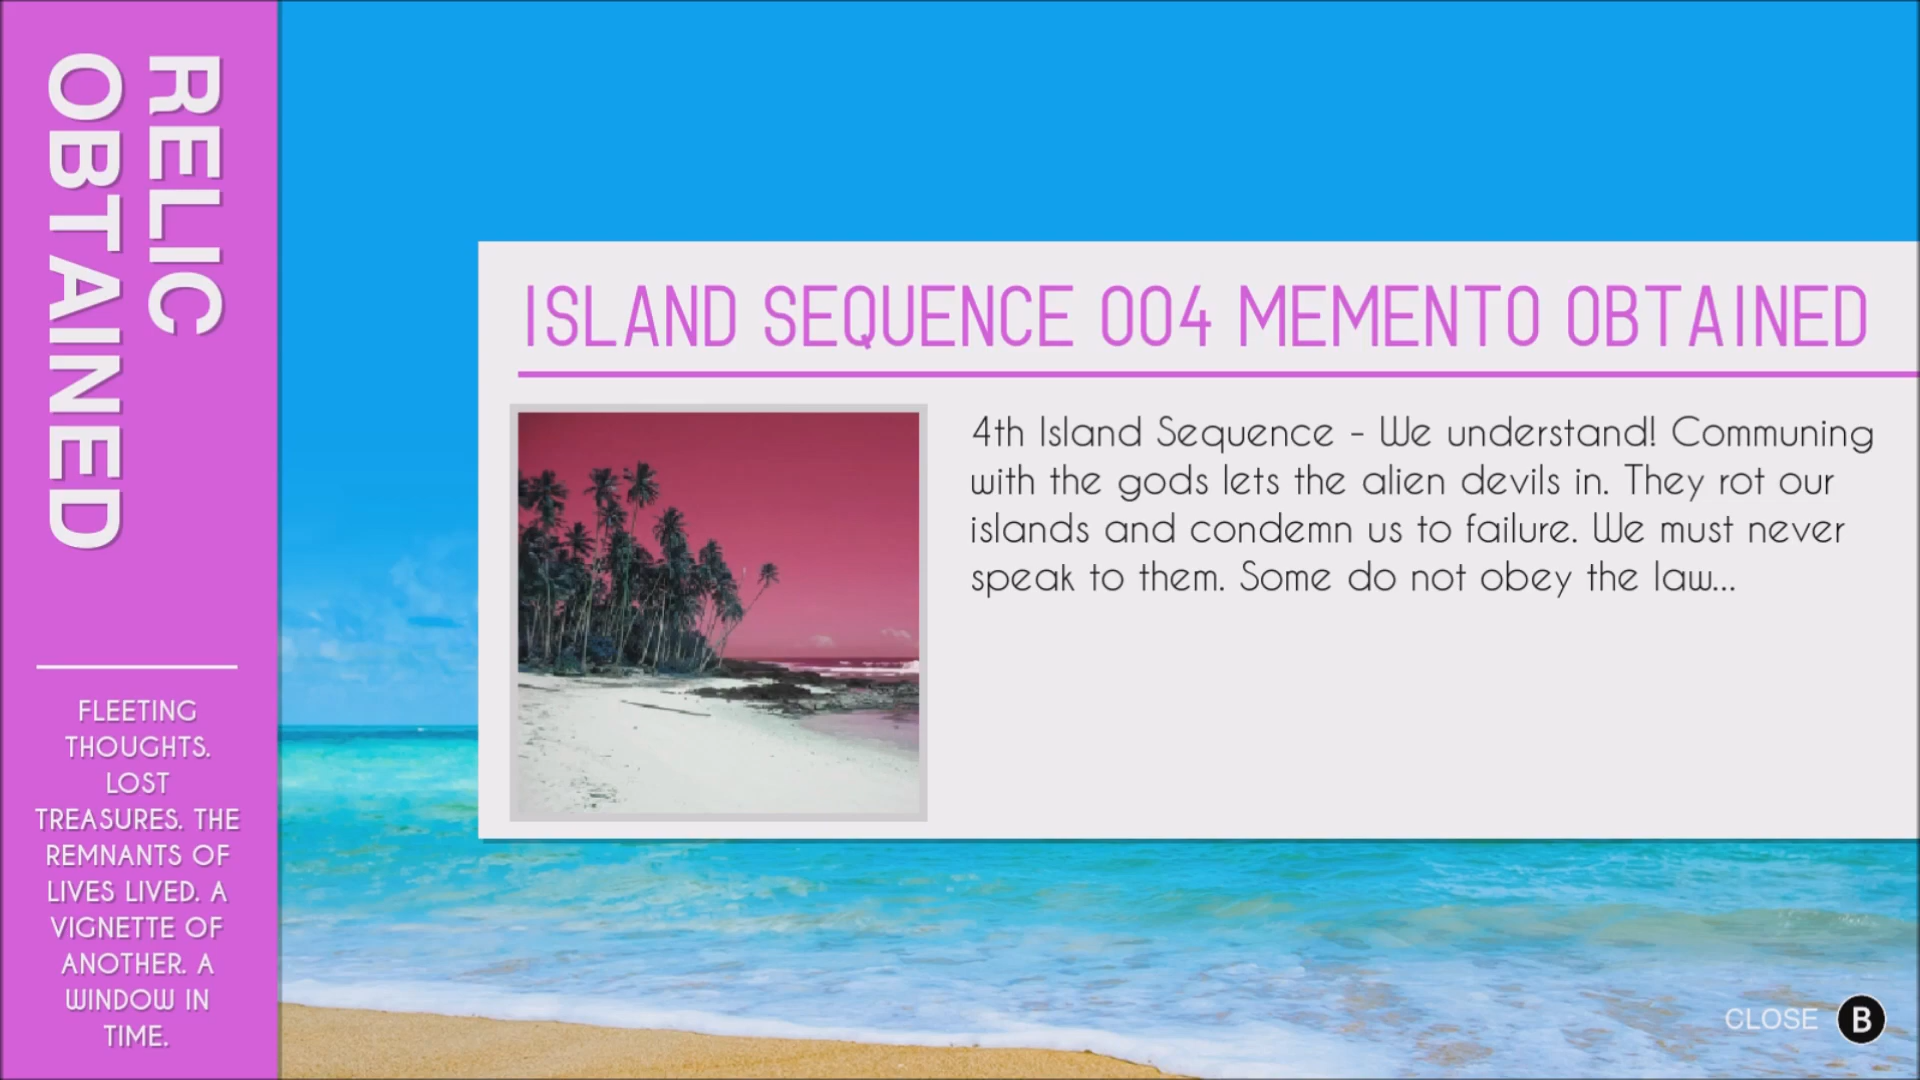 RELIC
OBTAINED
FLEETING
THOUGHTS.
LOST
TREASURES. THE
REMNANTS OF
LIVES LIVED. A
VIGNETTE OF
ANOTHER. A
WINDOW IN
TIME.
ISLAND SEQUENCE 004 MEMENTO OBTAINED
4th Island Sequence - We understand! Communing
with the gods lets the alien devils in. They rot our
islands and condemn us to failure. We must never
speak to them. Some do not obey the law...
CLOSE B